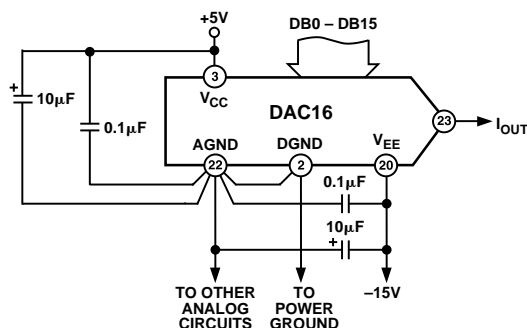 +5V
DB0 – DB15
+
10µF
0.1µF
3
VCC
DAC16
23
IOUT
AGND
DGND
VEE
22
2
20
0.1µF
10µF
+
TO OTHER
ANALOG
CIRCUITS
TO
POWER
GROUND
–15V